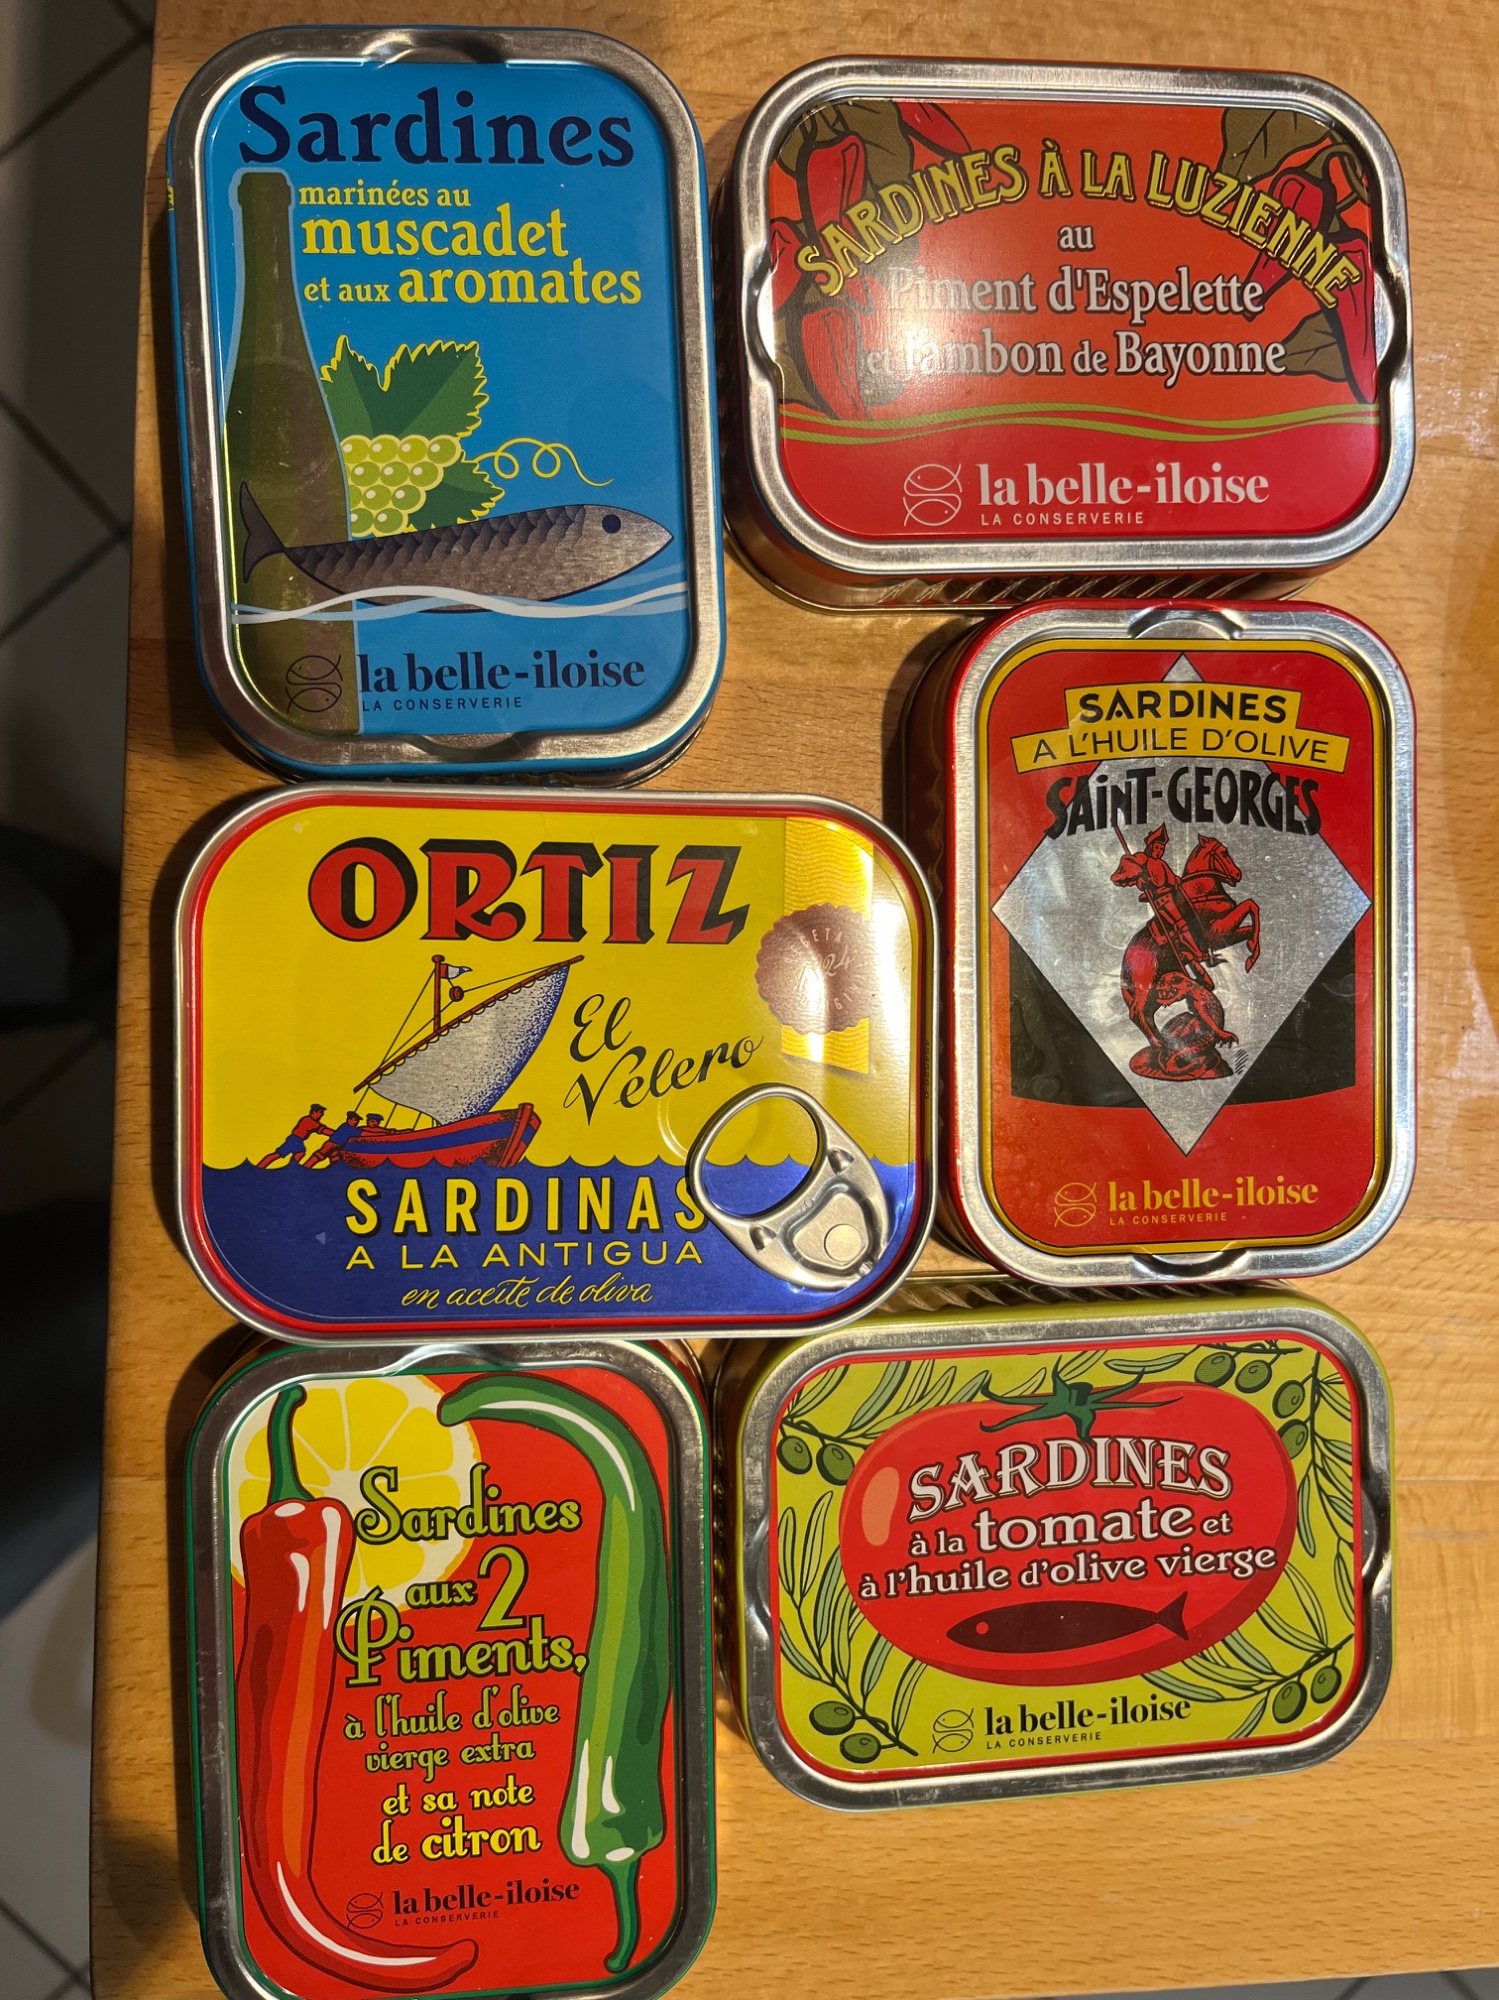 Sardines
marinées au
muscadet
et aux aromates
la belle-iloise
LA CONSERVERIE
SARDINES À LA LUZIENNE
au
Piment d'Espelette
et Jambon de Bayonne
la belle-iloise
LA CONSERVERIE
ORTIZ
El
Velero
SARDINAS
A LA ANTIGUA
en aceite de oliva
SARDINES
A L'HUILE D'OLIVE
SAINT-GEORGES
la belle-iloise
LA CONSERVERIE
Sardines
aux 2
Piments,
à l'huile d'olive
vierge extra
et sa note
de citron
la belle-iloise
LA CONSERVERIE
SARDINES
à la tomate et
à l'huile d'olive vierge
la belle-iloise
LA CONSERVERIE